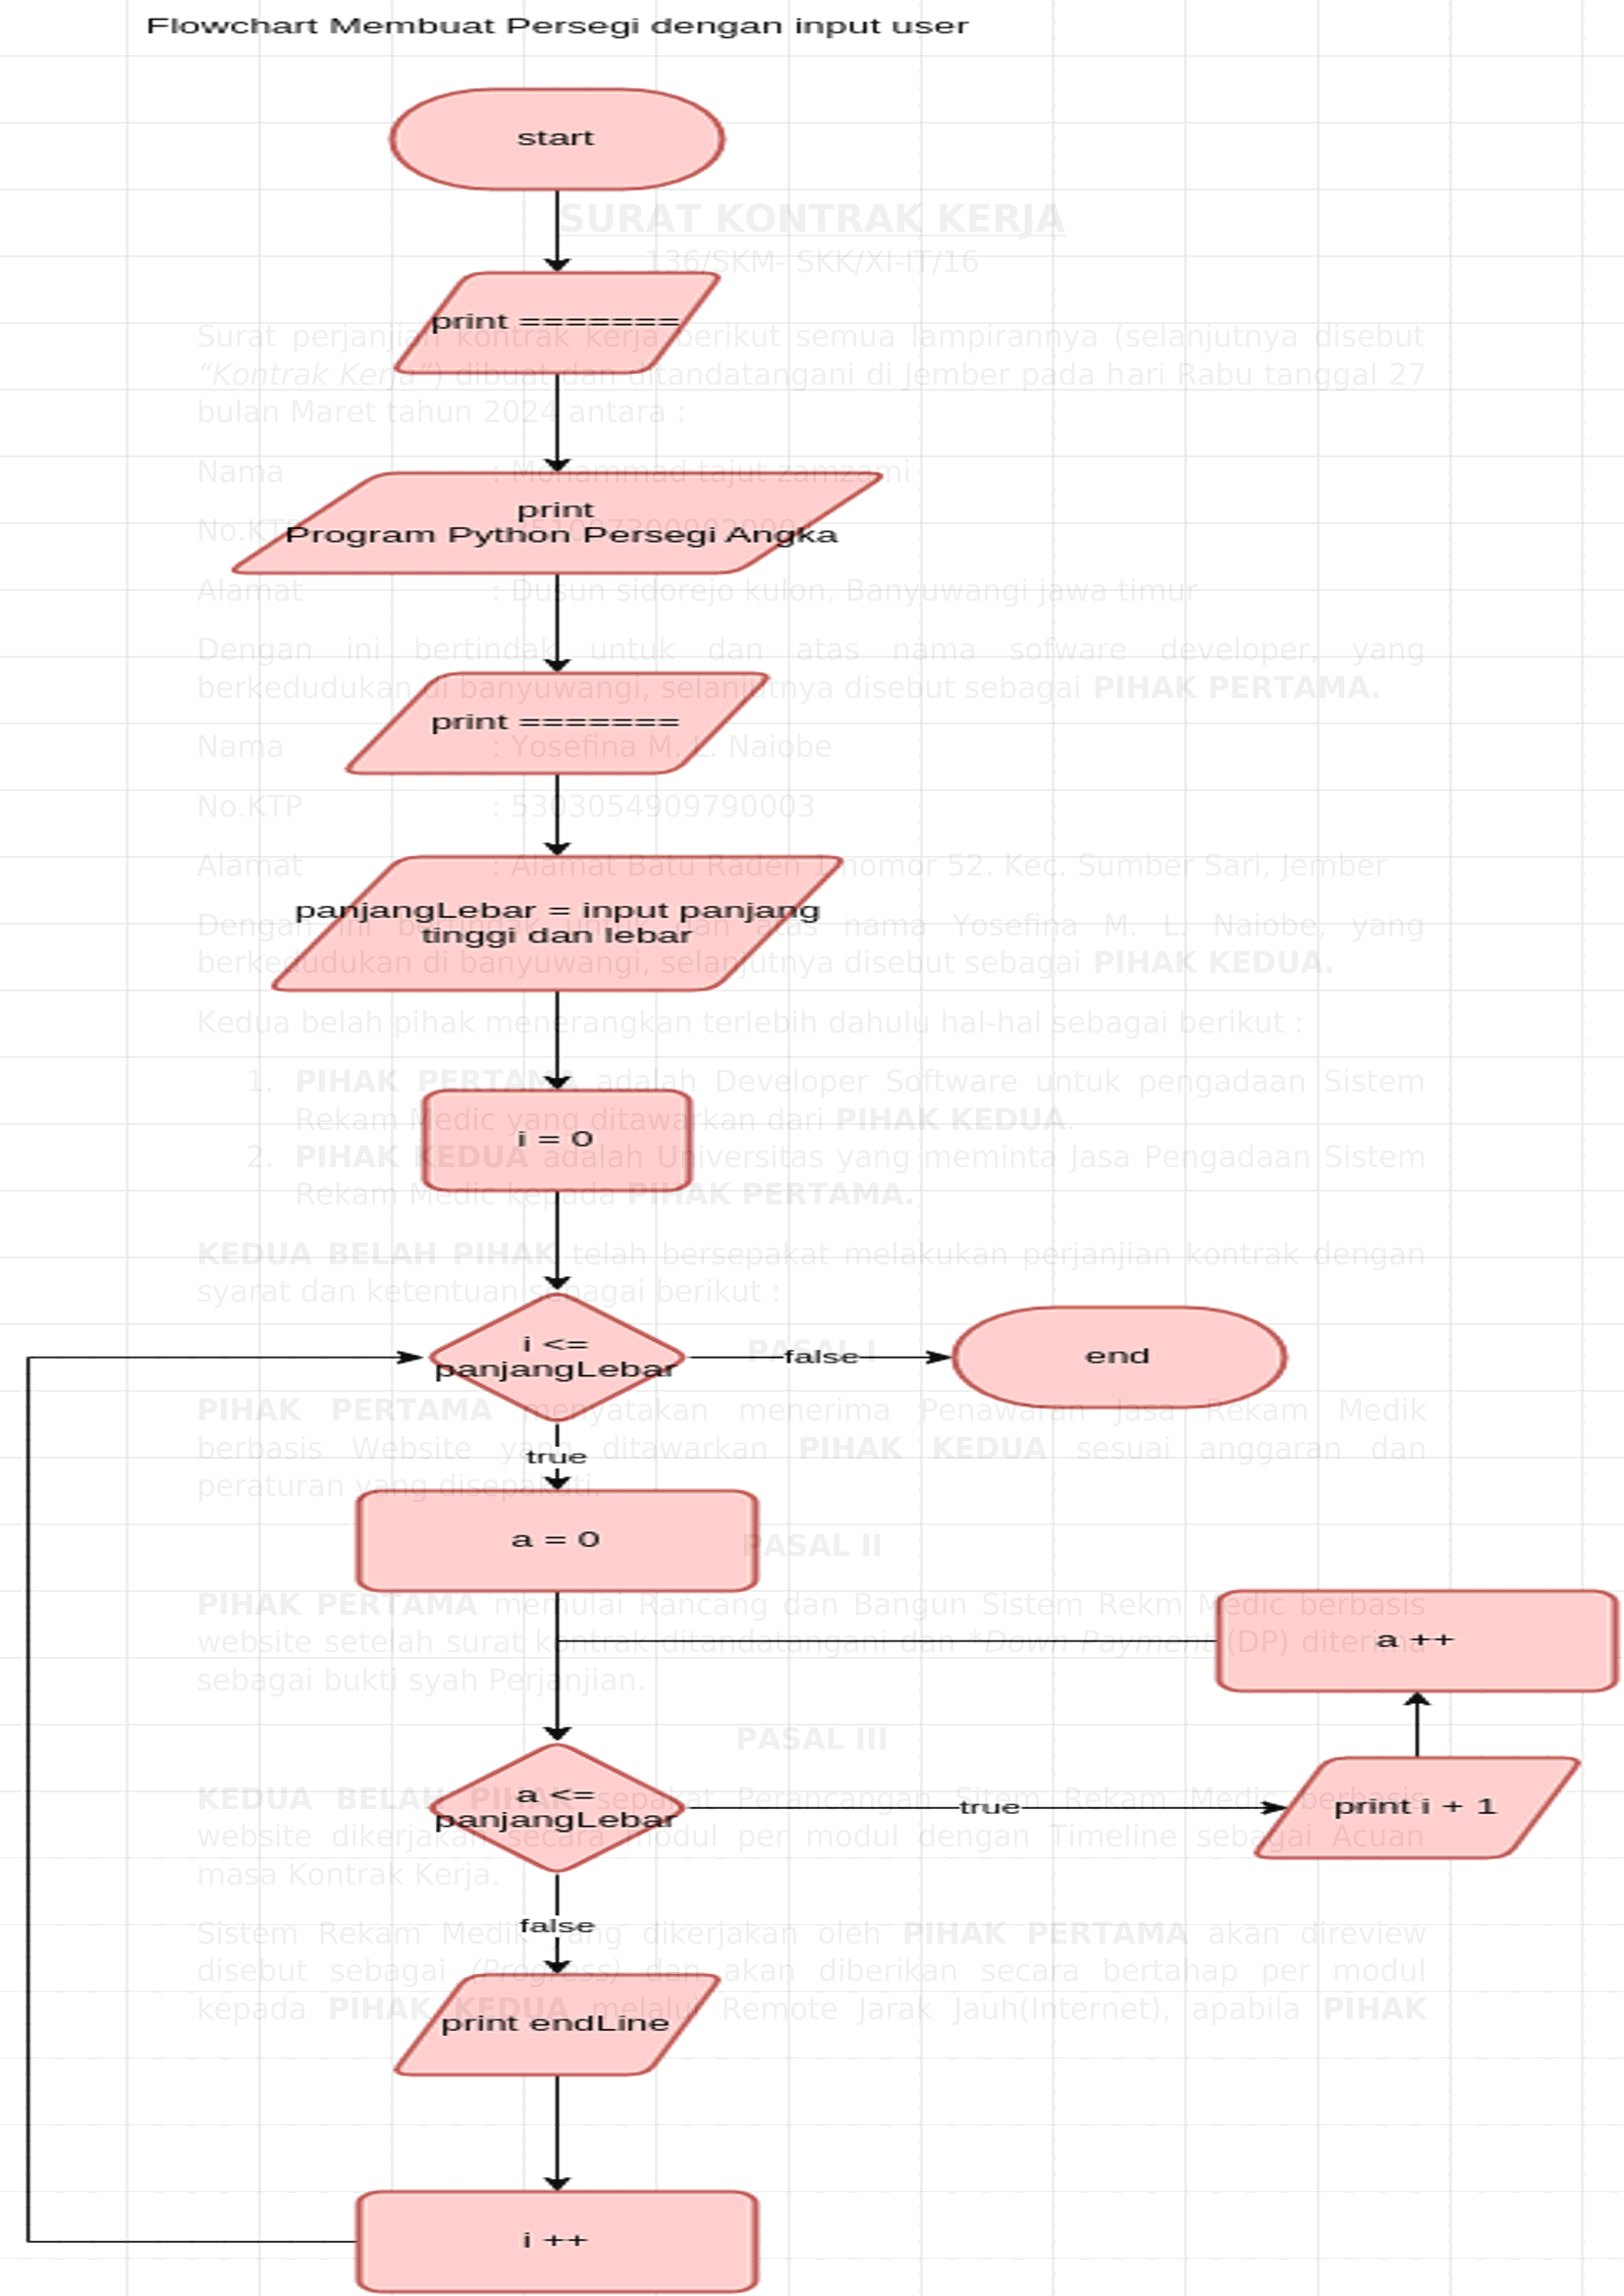 Flowchart Membuat Persegi dengan input user
start
SURAT KONTRAK KERJA
136/SKM- SKK/XI-IT/16
print =======
Surat perjanjian kontrak kerja berikut semua lampirannya (selanjutnya disebut
“Kontrak Kerja”) dibuat dan ditandatangani di Jember pada hari Rabu tanggal 27
bulan Maret tahun 2024 antara :
Nama : Mohammad tajut zamzami
print
Program Python Persegi Angka
No.KTP
Alamat : Dusun sidorejo kulon, Banyuwangi jawa timur
Dengan ini bertindak untuk dan atas nama sofware developer, yang
berkedudukan di banyuwangi, selanjutnya disebut sebagai PIHAK PERTAMA.
print =======
Nama : Yosefina M. L. Naiobe
No.KTP : 5303054909790003
Alamat : Alamat Batu Raden 1 nomor 52. Kec. Sumber Sari, Jember
panjangLebar = input panjang
tinggi dan lebar
Dengan ini bertindak untuk dan atas nama Yosefina M. L. Naiobe, yang
berkedudukan di banyuwangi, selanjutnya disebut sebagai PIHAK KEDUA.
Kedua belah pihak menerangkan terlebih dahulu hal-hal sebagai berikut :
1. PIHAK PERTAMA adalah Developer Software untuk pengadaan Sistem
Rekam Medic yang ditawarkan dari PIHAK KEDUA.
i = 0
2. PIHAK KEDUA adalah Universitas yang meminta Jasa Pengadaan Sistem
Rekam Medic kepada PIHAK PERTAMA.
KEDUA BELAH PIHAK telah bersepakat melakukan perjanjian kontrak dengan
syarat dan ketentuan sebagai berikut :
i <=
panjangLebar
false
end
PASAL I
PIHAK PERTAMA menyatakan menerima Penawaran Jasa Rekam Medik
berbasis Website yang ditawarkan PIHAK KEDUA sesuai anggaran dan
peraturan yang disepakati.
true
a = 0
PASAL II
PIHAK PERTAMA memulai Rancang dan Bangun Sistem Rekm Medic berbasis
website setelah surat kontrak ditandatangani dan *Down Payment (DP) diterima
sebagai bukti syah Perjanjian.
a ++
PASAL III
KEDUA BELAH PIHAK sepakat Perancangan Sitem Rekam Medic berbasis
website dikerjakan secara modul per modul dengan Timeline sebagai Acuan
masa Kontrak Kerja.
a <=
panjangLebar
true
print i + 1
false
Sistem Rekam Medik yang dikerjakan oleh PIHAK PERTAMA akan direview
disebut sebagai (Progress) dan akan diberikan secara bertahap per modul
kepada PIHAK KEDUA melalui Remote Jarak Jauh(Internet), apabila PIHAK
print endLine
i ++